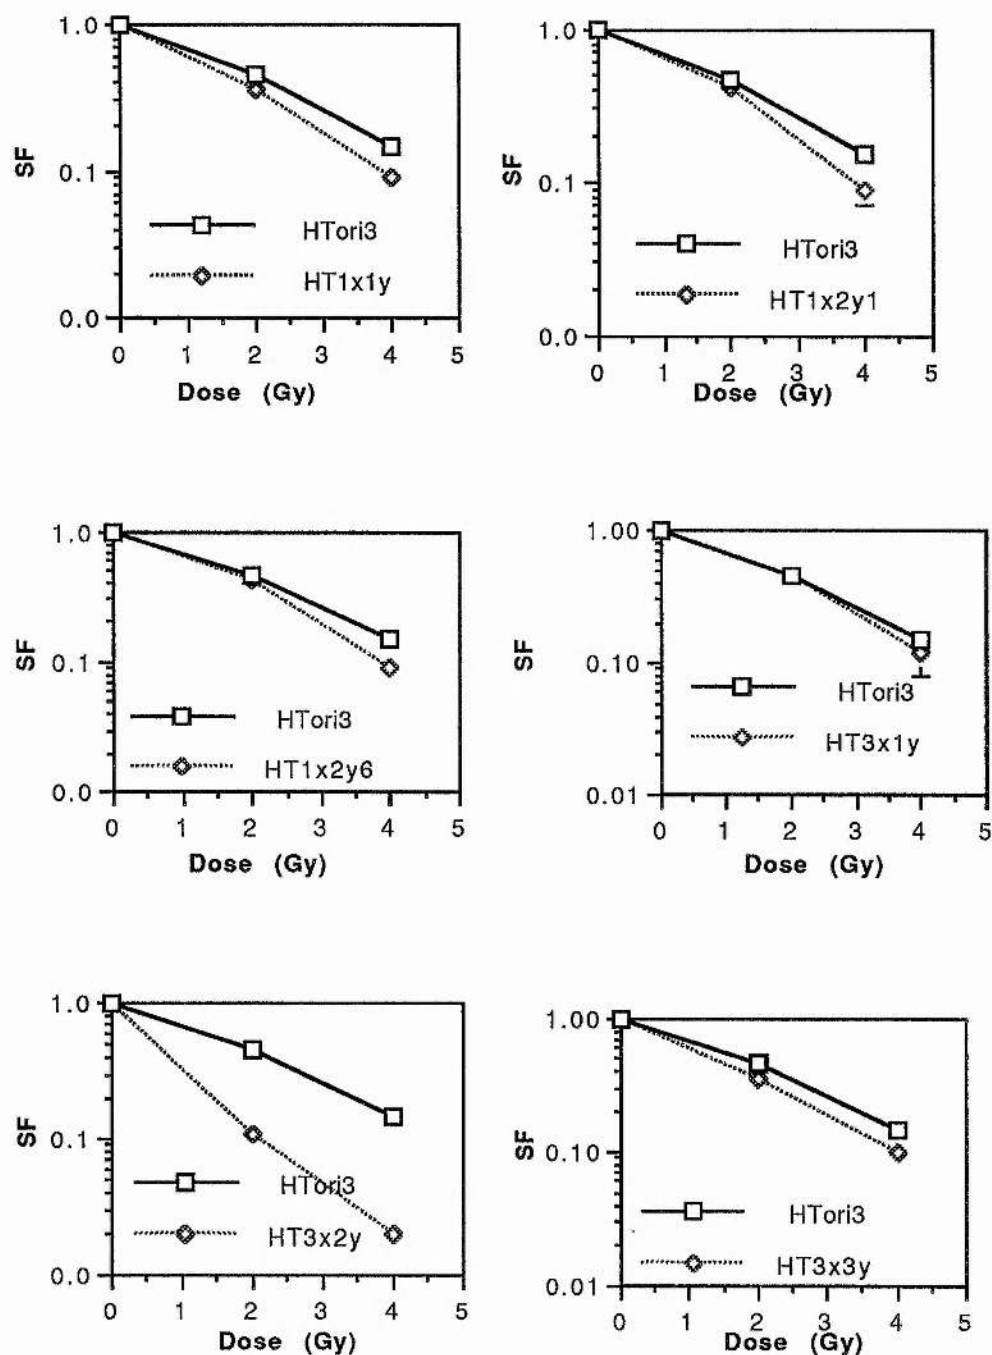 1.0
SF
0.1
HTori3
HT1x1y
0.0
0 1 2 3 4 5
Dose (Gy)
1.0
SF
0.1
HTori3
HT1x2y1
0.0
0 1 2 3 4 5
Dose (Gy)
1.0
SF
0.1
HTori3
HT1x2y6
0.0
0 1 2 3 4 5
Dose (Gy)
1.00
SF
0.10
HTori3
HT3x1y
0.01
0 1 2 3 4 5
Dose (Gy)
1.0
SF
0.1
HTori3
HT3x2y
0.0
0 1 2 3 4 5
Dose (Gy)
1.00
SF
0.10
HTori3
HT3x3y
0.01
0 1 2 3 4 5
Dose (Gy)